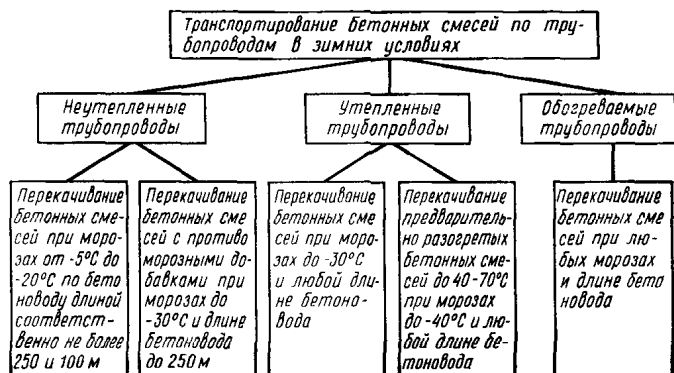 Транспортирование бетонных смесей по тру-
бопроводам в зимних условиях
Неутепленные
трубопроводы
Утепленные
трубопроводы
Обогреваемые
трубопроводы
Перекачивание
бетонных сме-
сей при моро-
зах от -5°С до
-20°С по бето
новоду длиной
соответст-
венно не более
250 и 100 м
Перекачивание
бетонных сме
сей с противо
морозными до-
бавками при
морозах до
-30°С и длине
бетоновода
до 250 м
Перекачивание
бетонных сме
сей при моро-
зах до -30°С
и любой дли-
не бетоно-
вода
Перекачивание
предваритель-
но разогретых
бетонных сме-
сей до 40-70°С
при морозах
до -40°С и лю-
бой длине бе-
тоновода
Перекачивание
бетонных сме
сей при лю-
бых морозах
и длине бето
новода